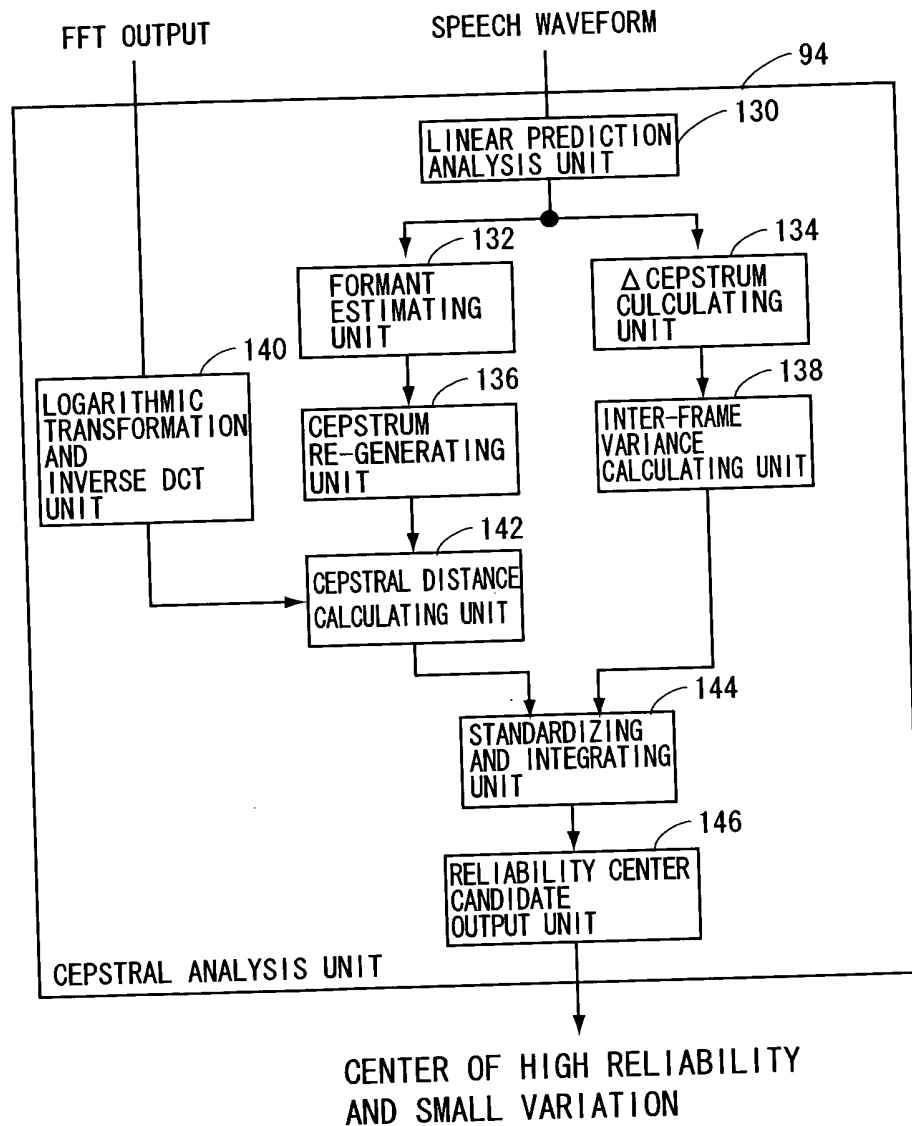 FFT OUTPUT
SPEECH WAVEFORM
94
130
LINEAR PREDICTION
ANALYSIS UNIT
132
134
FORMANT
ESTIMATING
UNIT
Δ CEPSTRUM
CULCULATING
UNIT
140
136
138
LOGARITHMIC
TRANSFORMATION
AND
INVERSE DCT
UNIT
CEPSTRUM
RE-GENERATING
UNIT
INTER-FRAME
VARIANCE
CALCULATING UNIT
142
CEPSTRAL DISTANCE
CALCULATING UNIT
144
STANDARDIZING
AND INTEGRATING
UNIT
146
RELIABILITY CENTER
CANDIDATE
OUTPUT UNIT
CEPSTRAL ANALYSIS UNIT
CENTER OF HIGH RELIABILITY
AND SMALL VARIATION